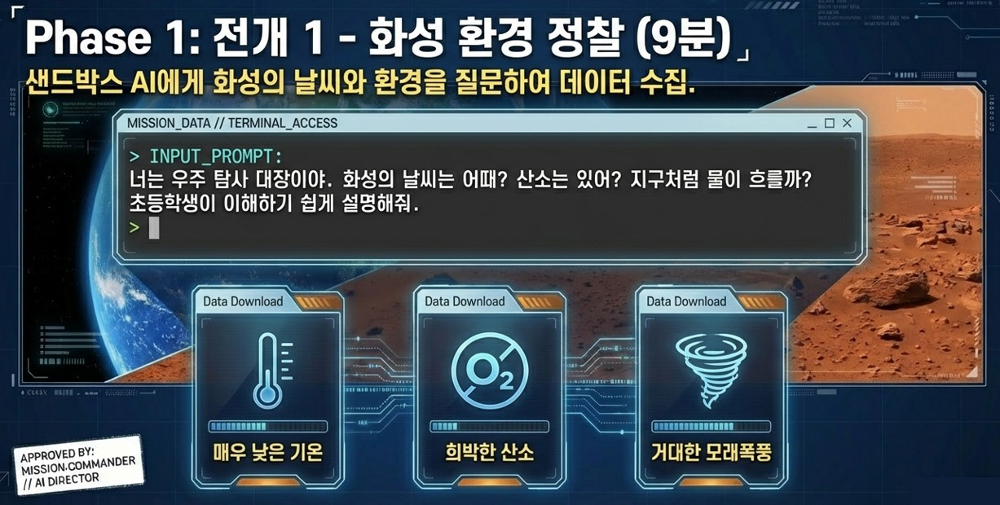 Phase 1: 전개 1 - 화성 환경 정찰 (9분)
샌드박스 AI에게 화성의 날씨와 환경을 질문하여 데이터 수집.
MISSION_DATA // TERMINAL_ACCESS
> INPUT_PROMPT:
너는 우주 탐사 대장이야. 화성의 날씨는 어때? 산소는 있어? 지구처럼 물이 흐를까?
초등학생이 이해하기 쉽게 설명해줘.
>
Data Download
O2
Data Download
Data Download
매우 낮은 기온
희박한 산소
거대한 모래폭풍
APPROVED BY:
MISSION.COMMANDER
// AI DIRECTOR